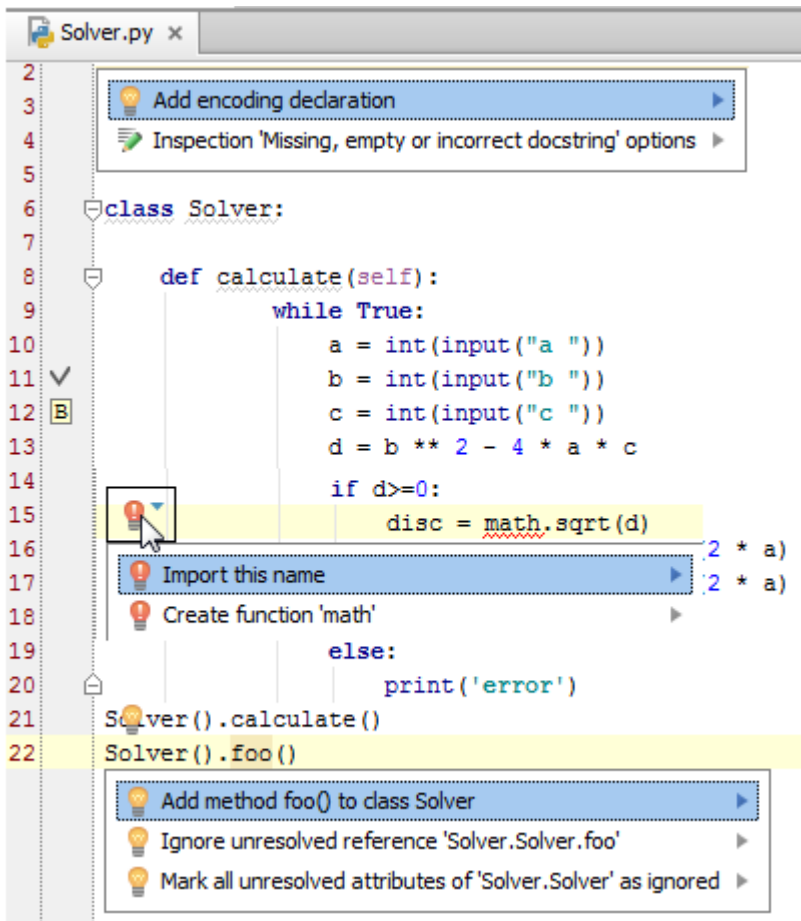 Solver.py ×
2
Add encoding declaration
3
4 Inspection 'Missing, empty or incorrect docstring' options
5
6 class Solver:
7
8 def calculate(self):
9 while True:
10 a = int(input("a "))
11 b = int(input("b "))
12 B c = int(input("c "))
13 d = b ** 2 - 4 * a * c
14 if d>=0:
15 disc = math.sqrt(d)
16 2 * a)
17 Import this name 2 * a)
18 Create function 'math'
19 else:
20 print('error')
21 Solver().calculate()
22 Solver().foo()
Add method foo() to class Solver
Ignore unresolved reference 'Solver.Solver.foo'
Mark all unresolved attributes of 'Solver.Solver' as ignored